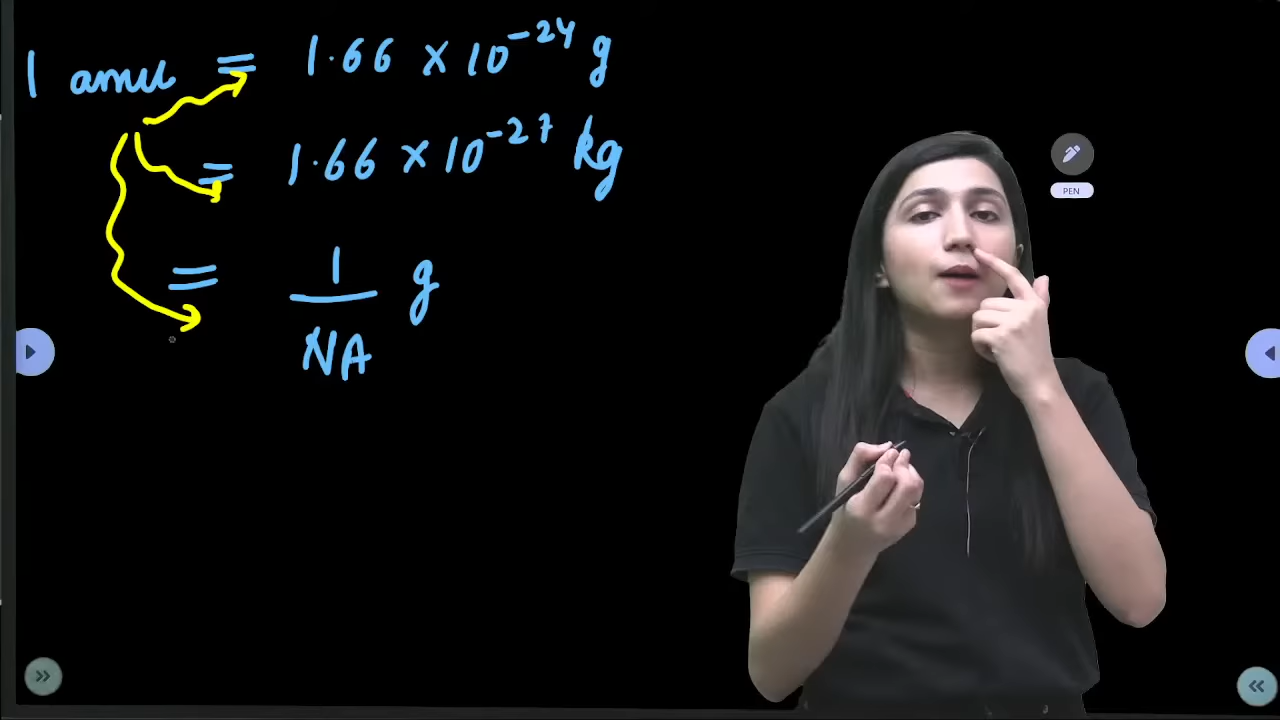 1 amu = 1.66 × 10⁻²⁴ g
= 1.66 × 10⁻²⁷ kg
PEN
= 1/NA g